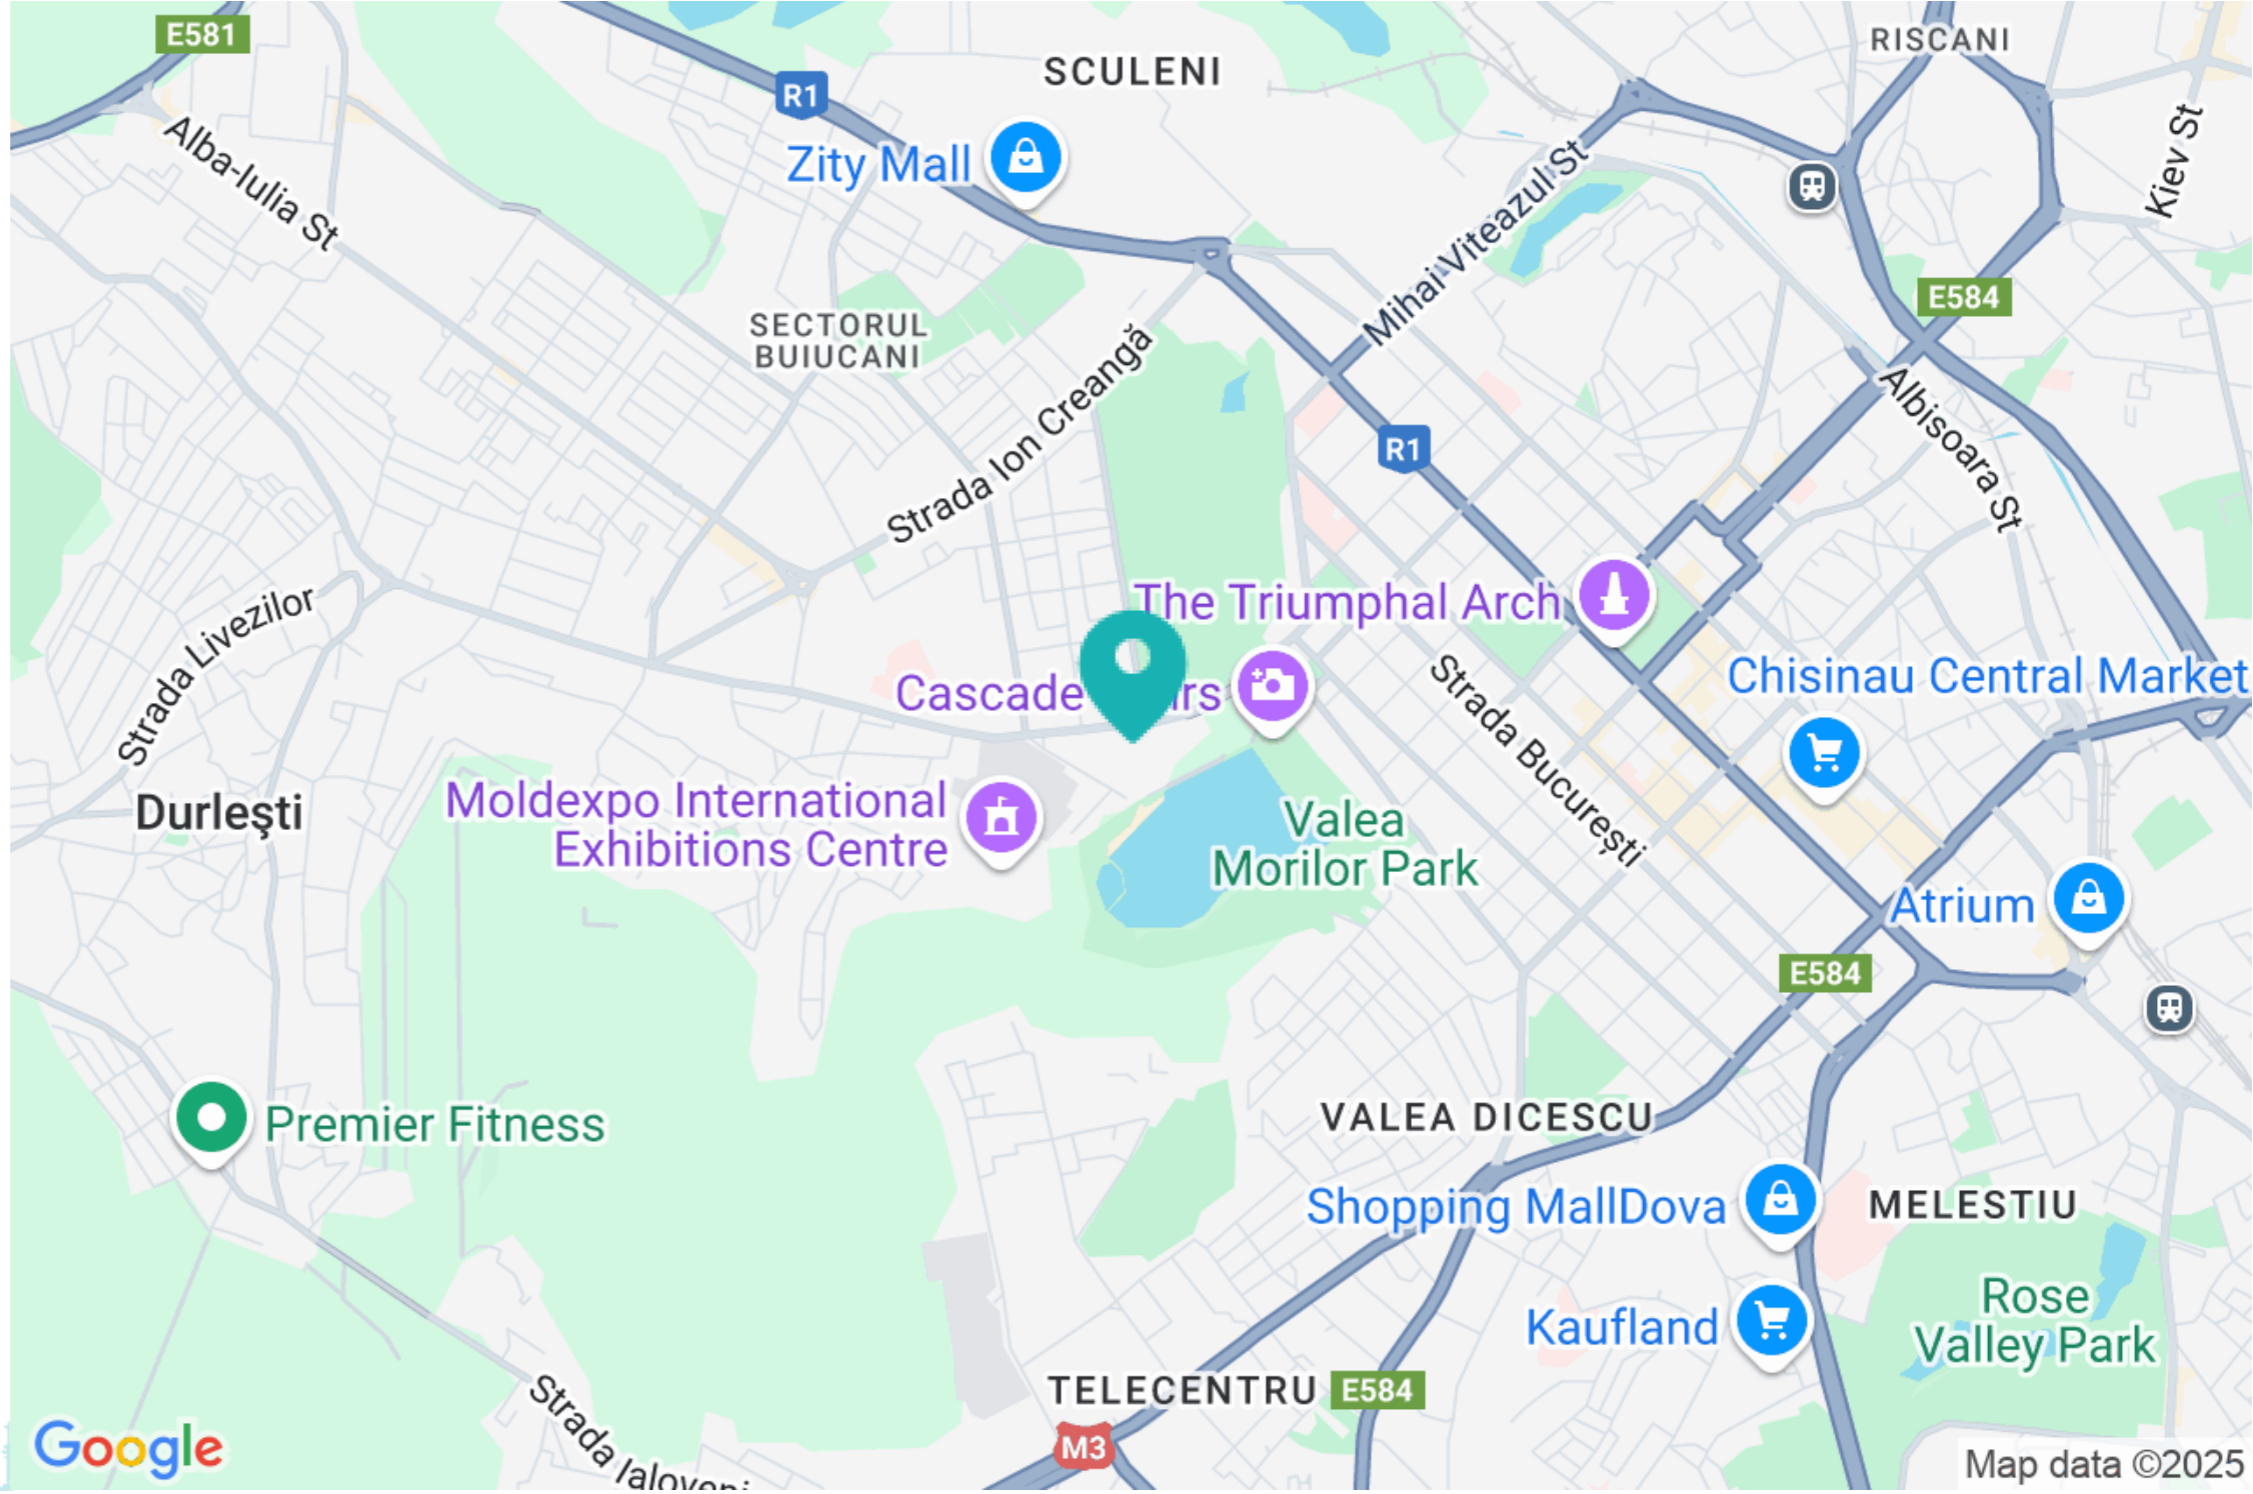 E581
SCULENI
RISCANI
R1
Zity Mall
Alba-Iulia St
Mihai Viteazul St
Kiev St
E584
SECTORUL
BUIUCANI
Strada Ion Creangă
Albisoara St
R1
Strada Livezilor
The Triumphal Arch
Cascade
rs
Strada București
Chisinau Central Market
Durleşti
Moldexpo International
Exhibitions Centre
Valea
Morilor Park
Atrium
E584
Premier Fitness
VALEA DICESCU
Shopping MallDova
MELESTIU
Rose
Valley Park
Kaufland
TELECENTRU
E584
Strada Ialoveni
M3
Google
Map data ©2025